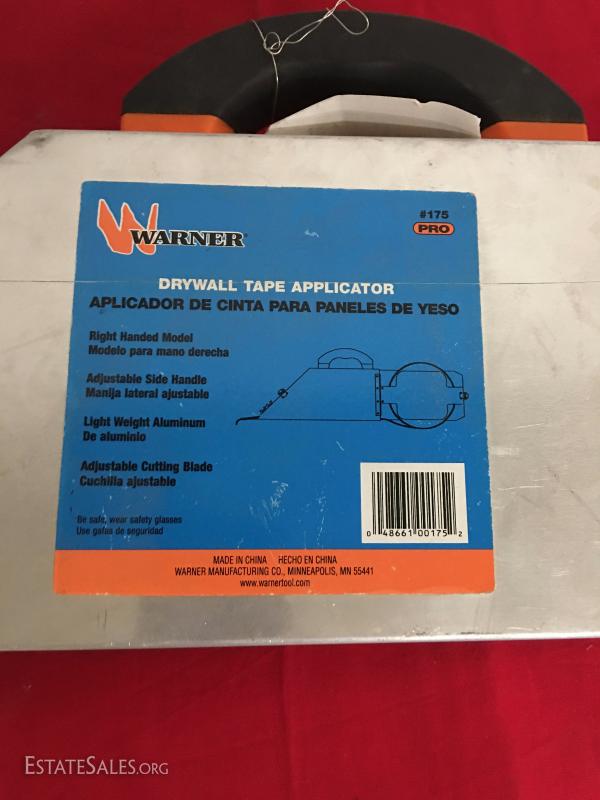 WARNER®
#175
PRO
DRYWALL TAPE APPLICATOR
APLICADOR DE CINTA PARA PANELES DE YESO
Right Handed Model
Modelo para mano derecha
Adjustable Side Handle
Manija lateral ajustable
Light Weight Aluminum
De aluminio
Adjustable Cutting Blade
Cuchilla ajustable
Be safe, wear safety glasses
Use gafas de seguridad
0 48661 00175 2
MADE IN CHINA HECHO EN CHINA
WARNER MANUFACTURING CO., MINNEAPOLIS, MN 55441
www.warnertool.com
ESTATESALES.ORG